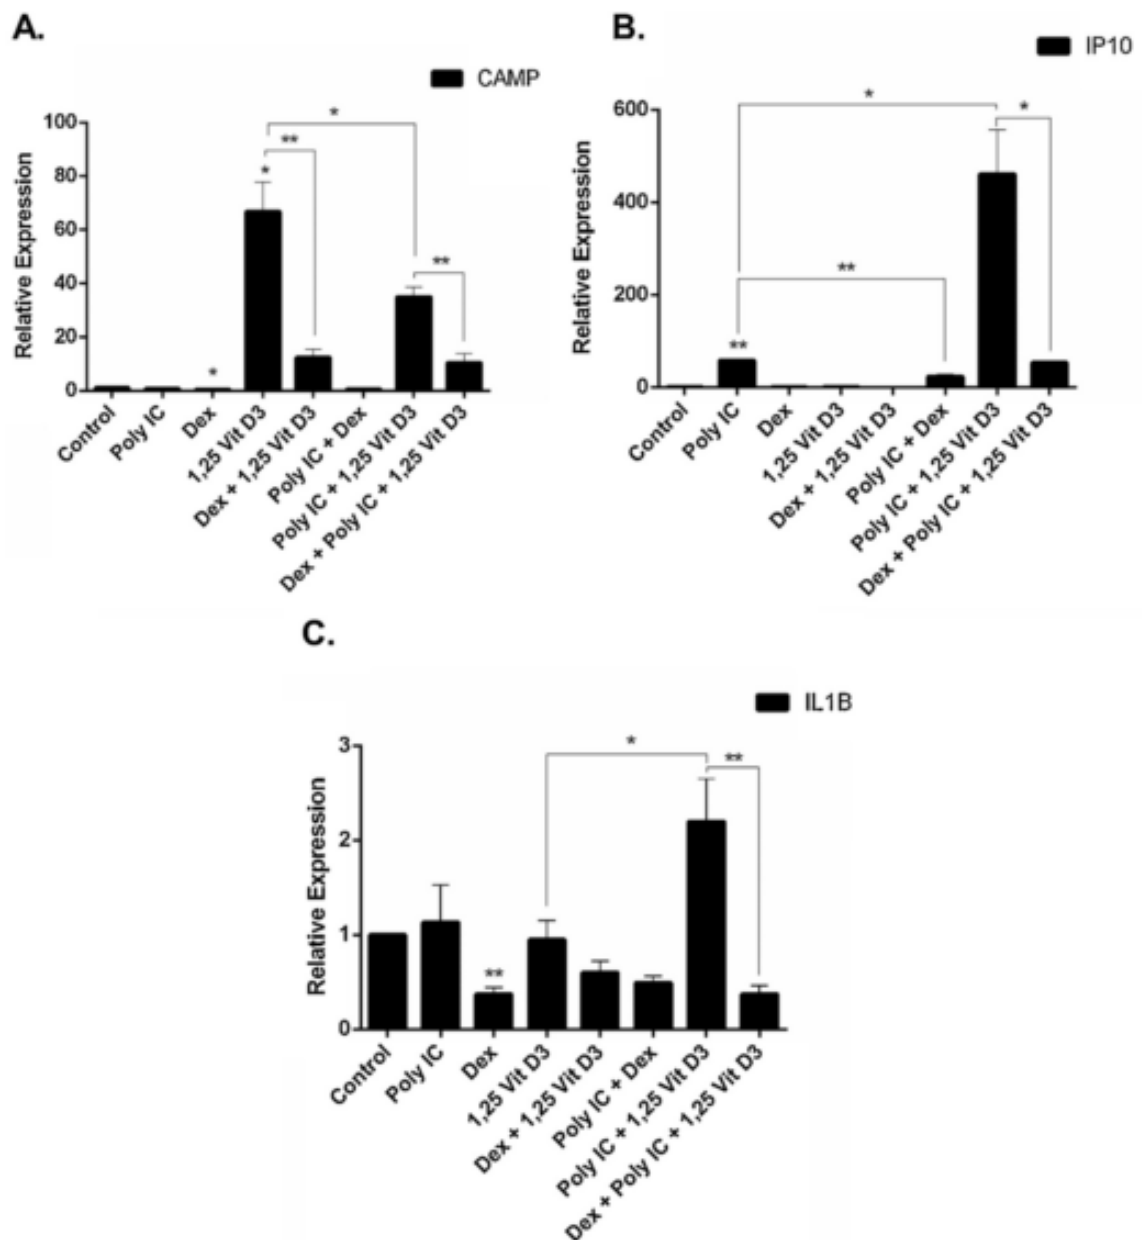 A.
CAMP
Relative Expression
100
80
60
40
20
0
*
**
*
*
**
Control
Poly IC
Dex
1,25 Vit D3
Dex + 1,25 Vit D3
Poly IC + Dex
Poly IC + 1,25 Vit D3
Dex + Poly IC + 1,25 Vit D3
B.
IP10
Relative Expression
600
400
200
0
*
*
**
**
Control
Poly IC
Dex
1,25 Vit D3
Dex + 1,25 Vit D3
Poly IC + Dex
Poly IC + 1,25 Vit D3
Dex + Poly IC + 1,25 Vit D3
C.
IL1B
Relative Expression
3
2
1
0
*
**
**
Control
Poly IC
Dex
1,25 Vit D3
Dex + 1,25 Vit D3
Poly IC + Dex
Poly IC + 1,25 Vit D3
Dex + Poly IC + 1,25 Vit D3